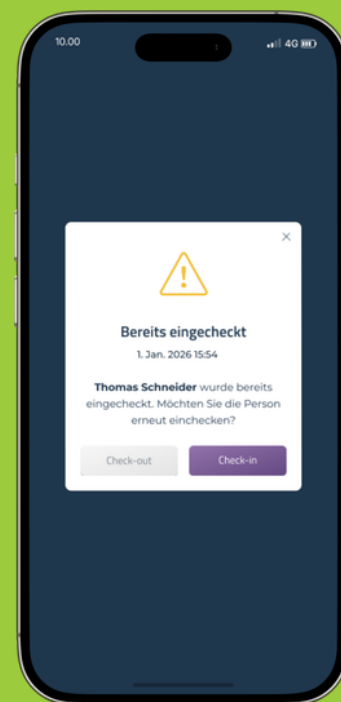 10.00
4G
Bereits eingecheckt
1. Jan. 2026 15:54
Thomas Schneider wurde bereits
eingecheckt. Möchten Sie die Person
erneut einchecken?
Check-out
Check-in